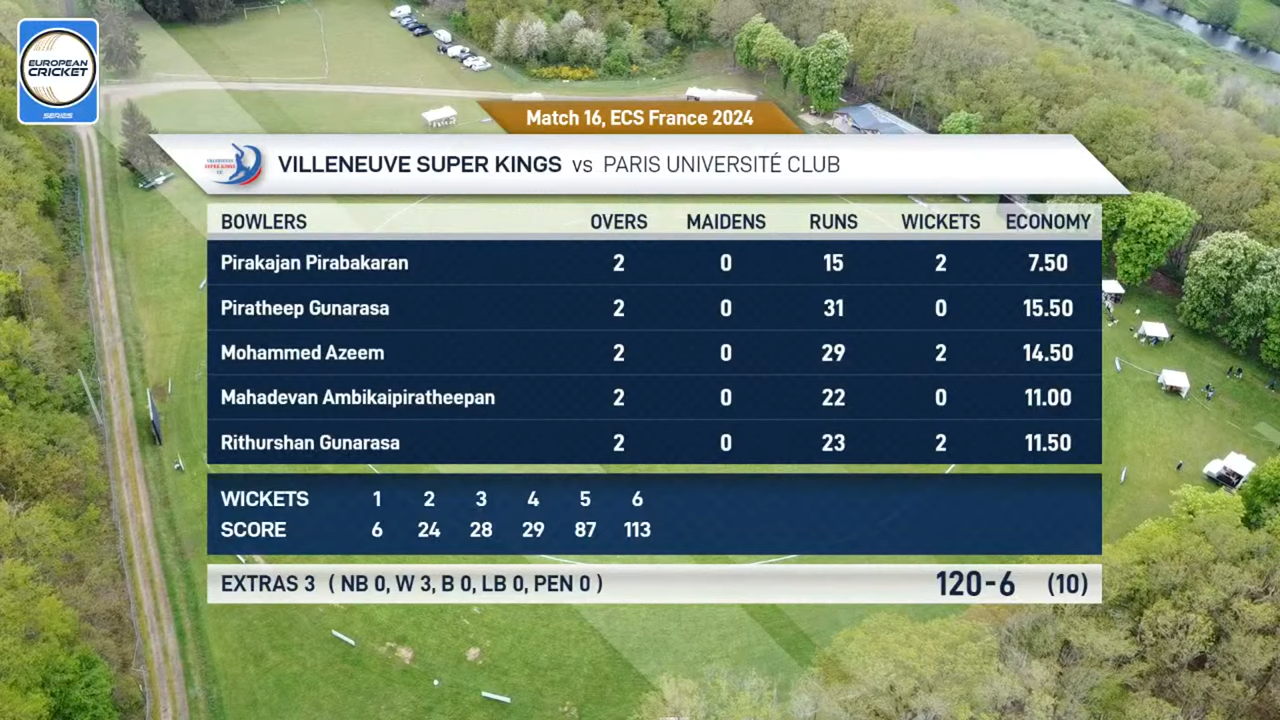 EUROPEAN
CRICKET
SERIES
Match 16, ECS France 2024
SUPER KINGS
VILLENEUVE SUPER KINGS vs PARIS UNIVERSITÉ CLUB
BOWLERS OVERS MAIDENS RUNS WICKETS ECONOMY
Pirakajan Pirabakaran 2 0 15 2 7.50
Piratheep Gunarasa 2 0 31 0 15.50
Mohammed Azeem 2 0 29 2 14.50
Mahadevan Ambikaipiratheepan 2 0 22 0 11.00
Rithurshan Gunarasa 2 0 23 2 11.50
WICKETS 1 2 3 4 5 6
SCORE 6 24 28 29 87 113
EXTRAS 3 ( NB 0, W 3, B 0, LB 0, PEN 0 ) 120-6 (10)